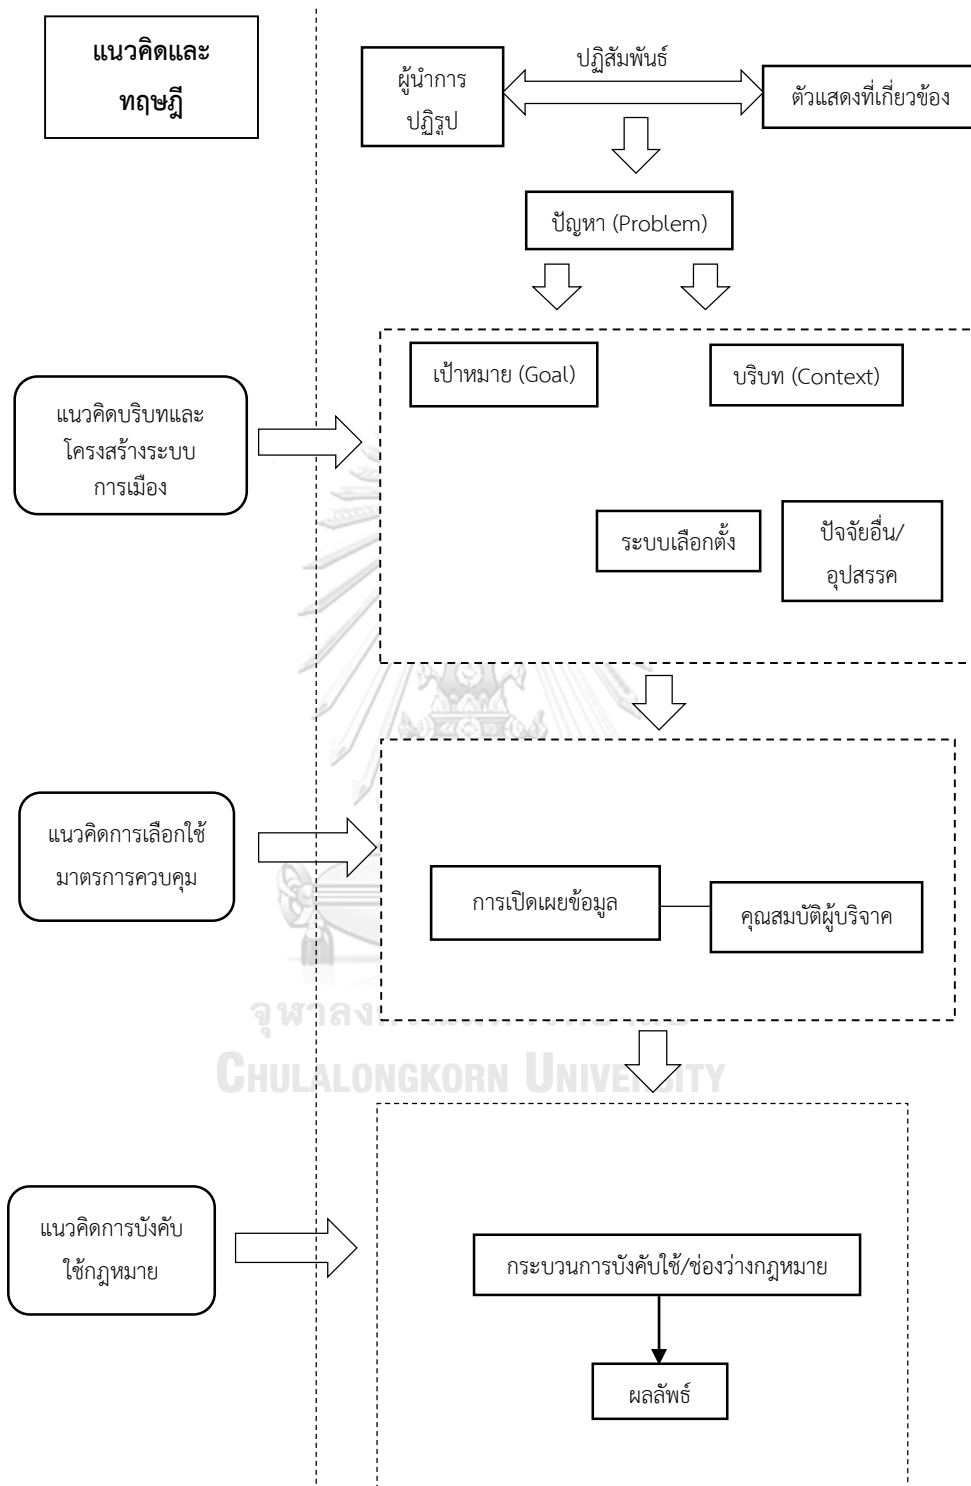 แนวคิดและ
ทฤษฎี
ปฏิสัมพันธ์
ผู้นำการ
ปฏิรูป
ตัวแสดงที่เกี่ยวข้อง
ปัญหา (Problem)
เป้าหมาย (Goal)
บริบท (Context)
แนวคิดบริบทและ
โครงสร้างระบบ
การเมือง
ระบบเลือกตั้ง
ปัจจัยอื่น/
อุปสรรค
แนวคิดการเลือกใช้
มาตรการควบคุม
การเปิดเผยข้อมูล
คุณสมบัติผู้บริจาค
CHULALONGKORN UNIVERSITY
แนวคิดการบังคับ
ใช้กฎหมาย
กระบวนการบังคับใช้/ช่องว่างกฎหมาย
ผลลัพธ์